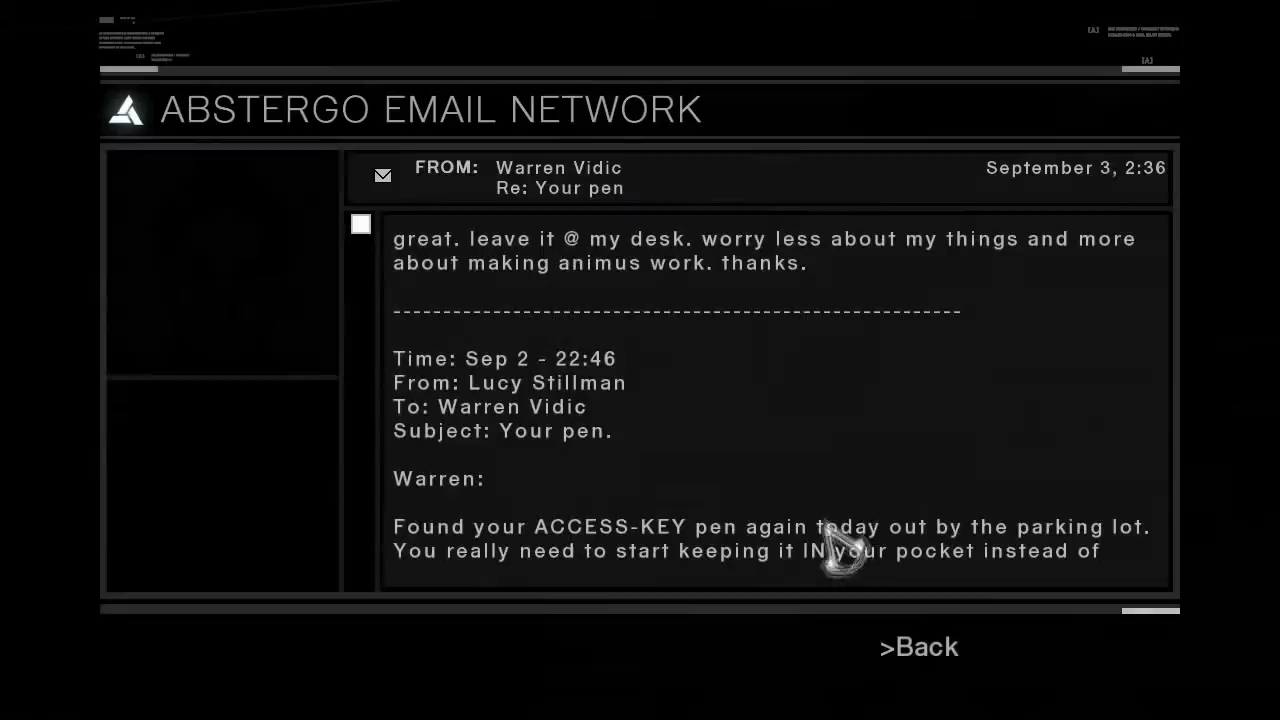 [A]
[A]
[A]
ABSTERGO EMAIL NETWORK
FROM: Warren Vidic September 3, 2:36
Re: Your pen
great. leave it @ my desk. worry less about my things and more
about making animus work. thanks.
---------------------------------------------------------
Time: Sep 2 - 22:46
From: Lucy Stillman
To: Warren Vidic
Subject: Your pen.
Warren:
Found your ACCESS-KEY pen again today out by the parking lot.
You really need to start keeping it IN your pocket instead of
>Back